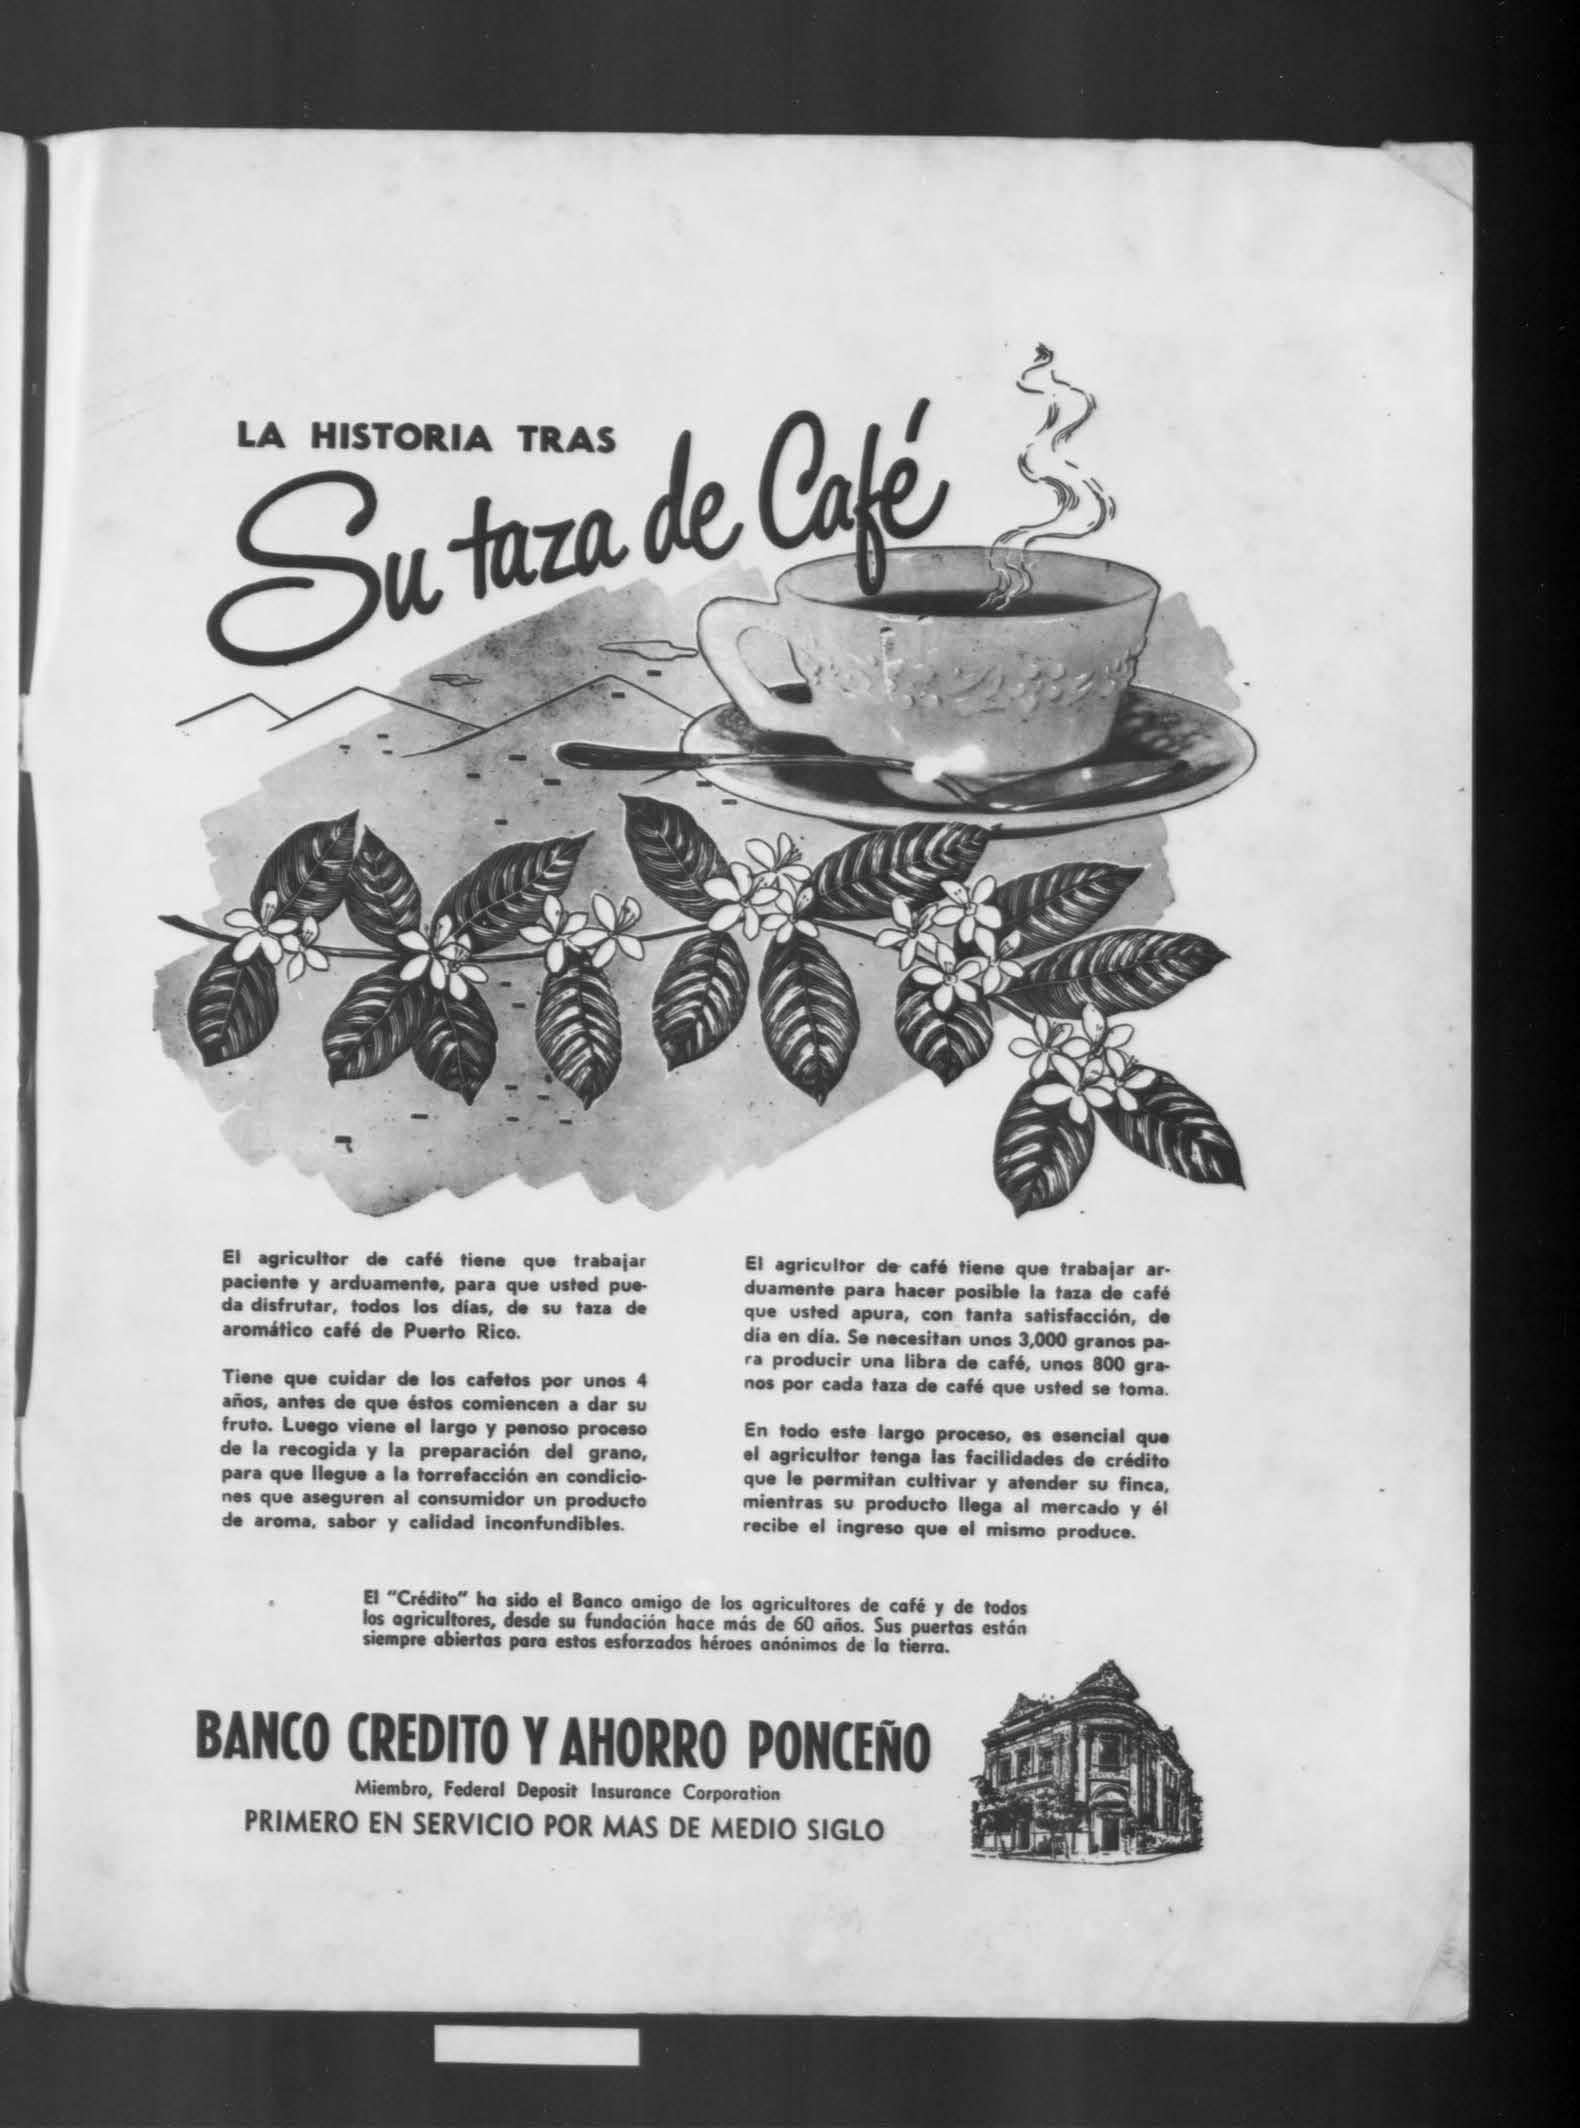 LA HISTORIA TRAS
Su taza de Café
El agricultor de café tiene que trabajar
paciente y arduamente, para que usted pue-
da disfrutar, todos los días, de su taza de
aromático café de Puerto Rico.
Tiene que cuidar de los cafetos por unos 4
años, antes de que éstos comiencen a dar su
fruto. Luego viene el largo y penoso proceso
de la recogida y la preparación del grano,
para que llegue a la torrefacción en condicio-
nes que aseguren al consumidor un producto
de aroma, sabor y calidad inconfundibles.
El agricultor de café tiene que trabajar ar-
duamente para hacer posible la taza de café
que usted apura, con tanta satisfacción, de
día en día. Se necesitan unos 3,000 granos pa-
ra producir una libra de café, unos 800 gra-
nos por cada taza de café que usted se toma.
En todo este largo proceso, es esencial que
el agricultor tenga las facilidades de crédito
que le permitan cultivar y atender su finca,
mientras su producto llega al mercado y él
recibe el ingreso que el mismo produce.
El "Crédito" ha sido el Banco amigo de los agricultores de café y de todos
los agricultores, desde su fundación hace más de 60 años. Sus puertas están
siempre abiertas para estos esforzados héroes anónimos de la tierra.
BANCO CREDITO Y AHORRO PONCEÑO
Miembro, Federal Deposit Insurance Corporation
PRIMERO EN SERVICIO POR MAS DE MEDIO SIGLO